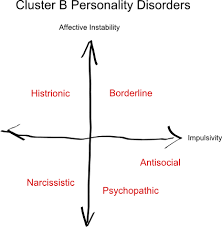 Cluster B Personality Disorders
Affective Instability
Histrionic
Borderline
Impulsivity
Antisocial
Narcissistic
Psychopathic